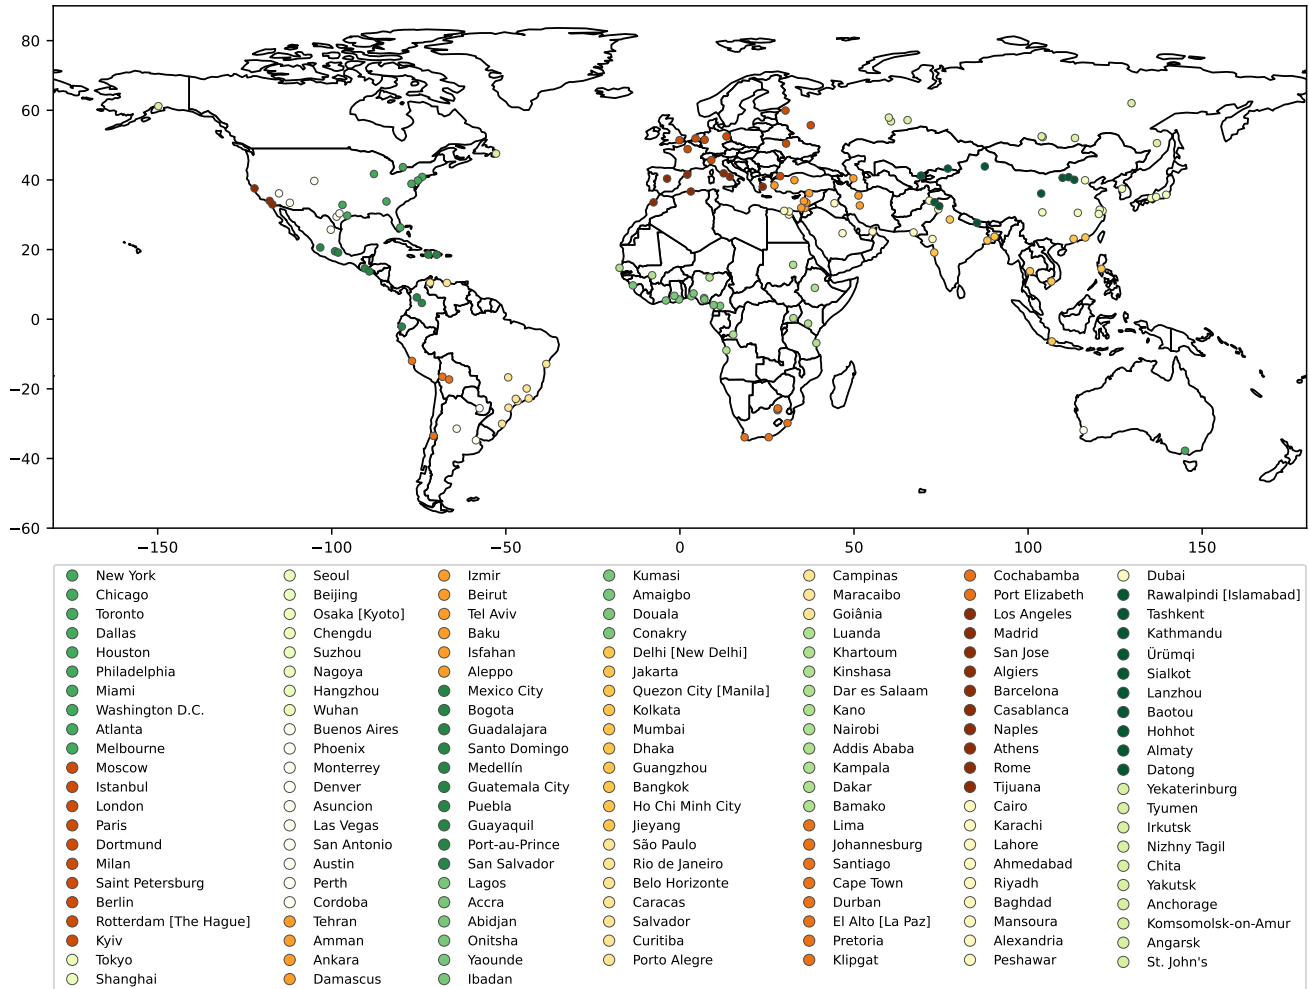 80
60
40
20
0
−20
−40
−60
−150
−100
−50
0
50
100
150
New York
Chicago
Toronto
Dallas
Houston
Philadelphia
Miami
Washington D.C.
Atlanta
Melbourne
Moscow
Istanbul
London
Paris
Dortmund
Milan
Saint Petersburg
Berlin
Rotterdam [The Hague]
Kyiv
Tokyo
Shanghai
Seoul
Beijing
Osaka [Kyoto]
Chengdu
Suzhou
Nagoya
Hangzhou
Wuhan
Buenos Aires
Phoenix
Monterrey
Denver
Asuncion
Las Vegas
San Antonio
Austin
Perth
Cordoba
Tehran
Amman
Ankara
Damascus
Izmir
Beirut
Tel Aviv
Baku
Isfahan
Aleppo
Mexico City
Bogota
Guadalajara
Santo Domingo
Medellín
Guatemala City
Puebla
Guayaquil
Port-au-Prince
San Salvador
Lagos
Accra
Abidjan
Onitsha
Yaounde
Ibadan
Kumasi
Amaigbo
Douala
Conakry
Delhi [New Delhi]
Jakarta
Quezon City [Manila]
Kolkata
Mumbai
Dhaka
Guangzhou
Bangkok
Ho Chi Minh City
Jieyang
São Paulo
Rio de Janeiro
Belo Horizonte
Caracas
Salvador
Curitiba
Porto Alegre
Campinas
Maracaibo
Goiânia
Luanda
Khartoum
Kinshasa
Dar es Salaam
Kano
Nairobi
Addis Ababa
Kampala
Dakar
Bamako
Lima
Johannesburg
Santiago
Cape Town
Durban
El Alto [La Paz]
Pretoria
Klipgat
Cochabamba
Port Elizabeth
Los Angeles
Madrid
San Jose
Algiers
Barcelona
Casablanca
Naples
Athens
Rome
Tijuana
Cairo
Karachi
Lahore
Ahmedabad
Riyadh
Baghdad
Mansoura
Alexandria
Peshawar
Dubai
Rawalpindi [Islamabad]
Tashkent
Kathmandu
Ürümqi
Sialkot
Lanzhou
Baotou
Hohhot
Almaty
Datong
Yekaterinburg
Tyumen
Irkutsk
Nizhny Tagil
Chita
Yakutsk
Anchorage
Komsomolsk-on-Amur
Angarsk
St. John's